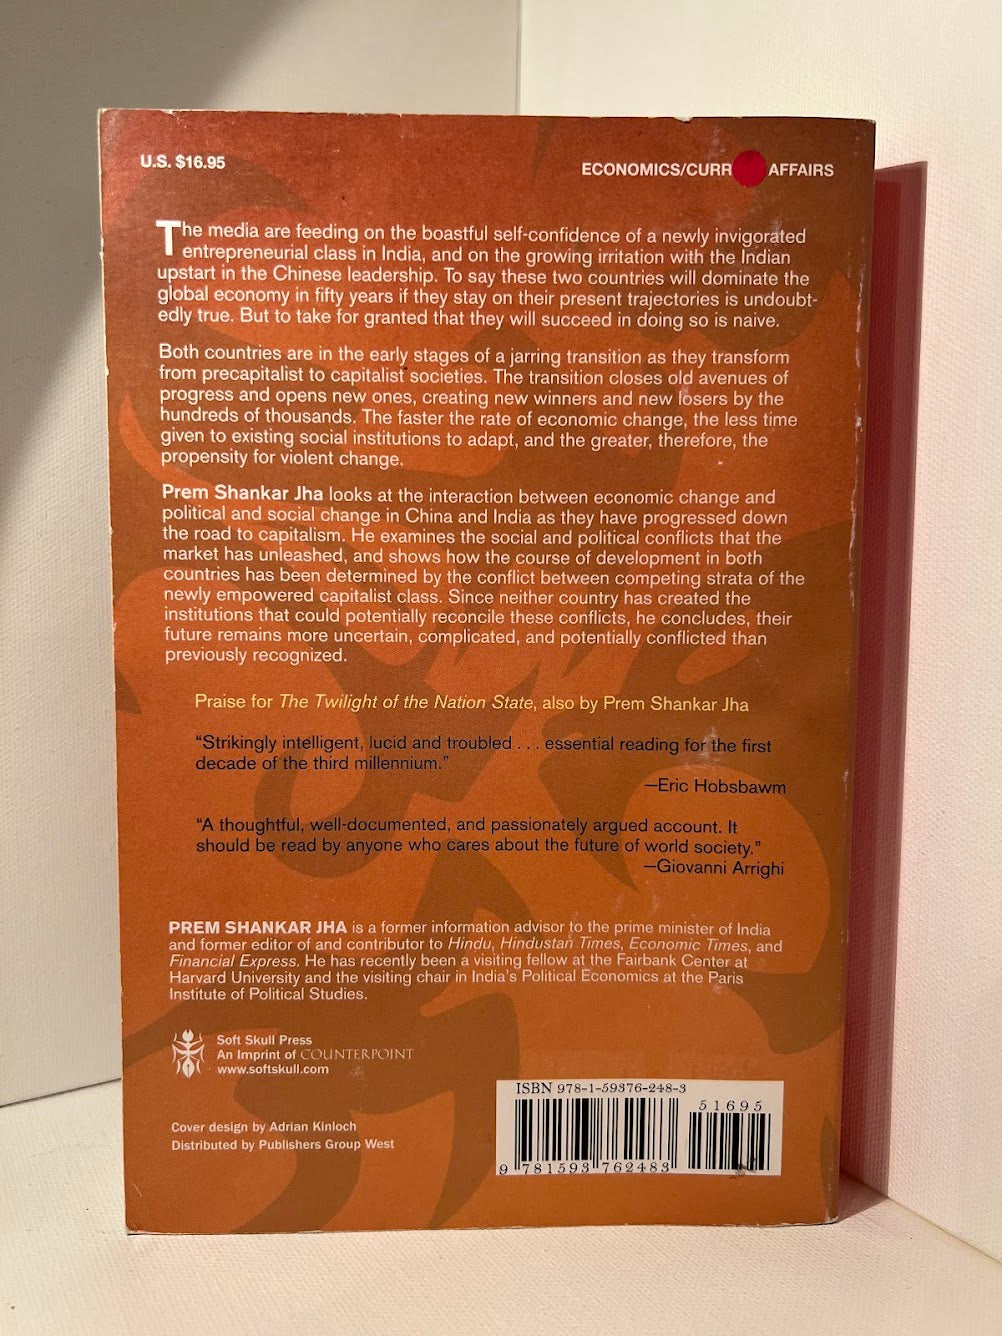 U.S. $16.95
ECONOMICS/CURR AFFAIRS
The media are feeding on the boastful self-confidence of a newly invigorated
entrepreneurial class in India, and on the growing irritation with the Indian
upstart in the Chinese leadership. To say these two countries will dominate the
global economy in fifty years if they stay on their present trajectories is undoubt-
edly true. But to take for granted that they will succeed in doing so is naive.
Both countries are in the early stages of a jarring transition as they transform
from precapitalist to capitalist societies. The transition closes old avenues of
progress and opens new ones, creating new winners and new losers by the
hundreds of thousands. The faster the rate of economic change, the less time
given to existing social institutions to adapt, and the greater, therefore, the
propensity for violent change.
Prem Shankar Jha looks at the interaction between economic change and
political and social change in China and India as they have progressed down
the road to capitalism. He examines the social and political conflicts that the
market has unleashed, and shows how the course of development in both
countries has been determined by the conflict between competing strata of the
newly empowered capitalist class. Since neither country has created the
institutions that could potentially reconcile these conflicts, he concludes, their
future remains more uncertain, complicated, and potentially conflicted than
previously recognized.
Praise for The Twilight of the Nation State, also by Prem Shankar Jha
“Strikingly intelligent, lucid and troubled . . . essential reading for the first
decade of the third millennium.”
—Eric Hobsbawm
“A thoughtful, well-documented, and passionately argued account. It
should be read by anyone who cares about the future of world society.”
—Giovanni Arrighi
PREM SHANKAR JHA is a former information advisor to the prime minister of India
and former editor of and contributor to Hindu, Hindustan Times, Economic Times, and
Financial Express. He has recently been a visiting fellow at the Fairbank Center at
Harvard University and the visiting chair in India's Political Economics at the Paris
Institute of Political Studies.
Soft Skull Press
An Imprint of COUNTERPOINT
www.softskull.com
Cover design by Adrian Kinloch
Distributed by Publishers Group West
ISBN 978-1-59376-248-3
51695
9 781593 762483